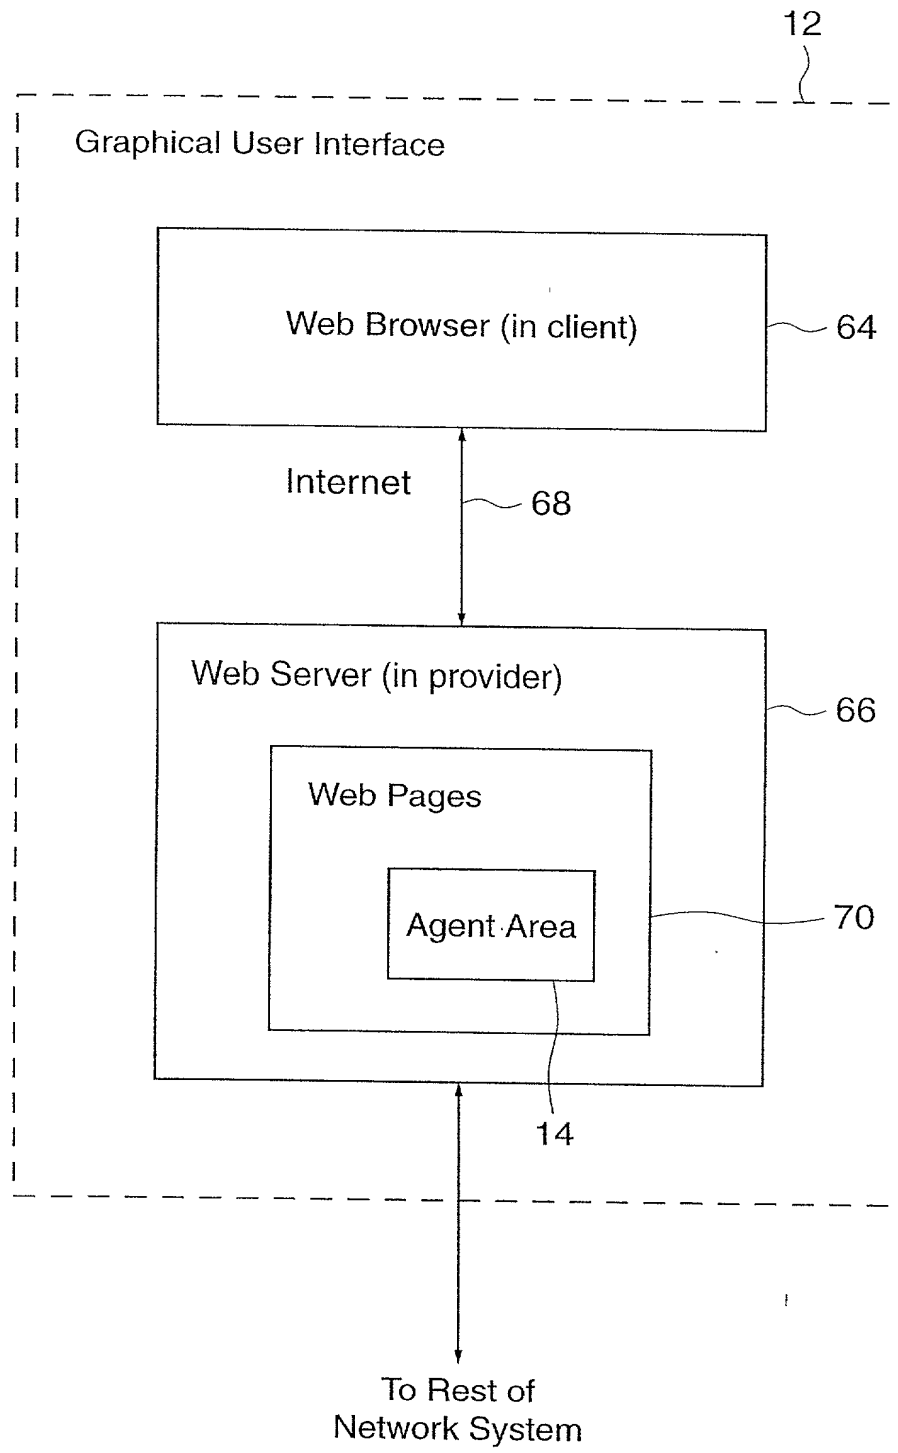 12
Graphical User Interface
Web Browser (in client)
64
Internet
68
Web Server (in provider)
66
Web Pages
Agent Area
70
14
To Rest of
Network System